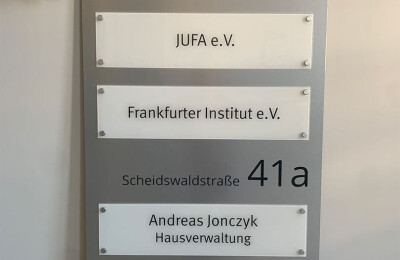 JUFA e.V.
Frankfurter Institut e.V.
Scheidswaldstraße 41a
Andreas Jonczyk
Hausverwaltung